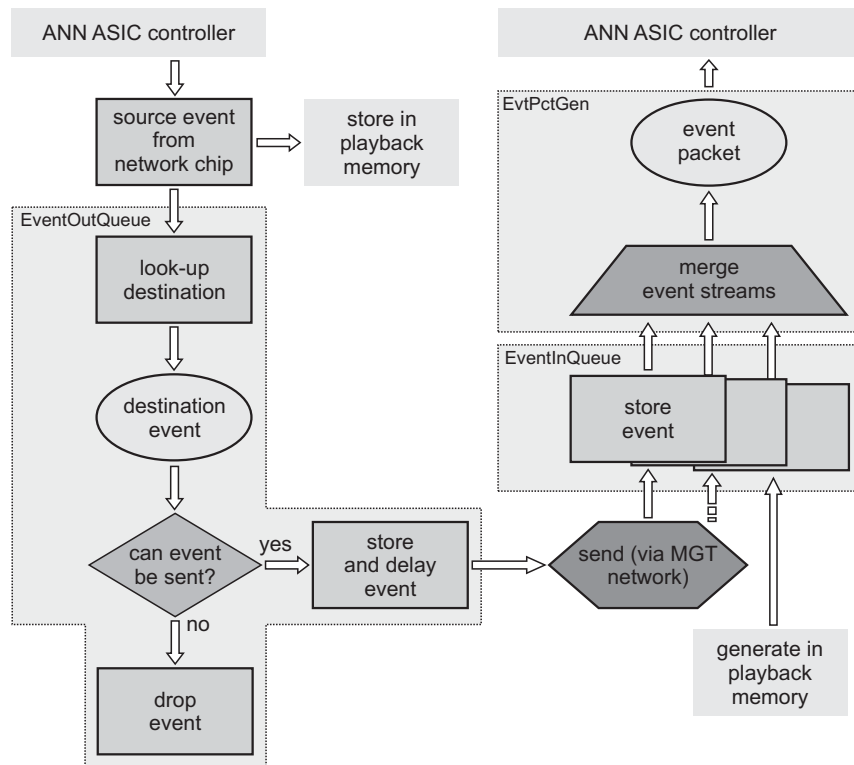 ANN ASIC controller
source event
from
network chip
store in
playback
memory
EventOutQueue
look-up
destination
destination
event
can event
be sent?
yes
no
store
and delay
event
drop
event
send (via MGT
network)
generate in
playback
memory
EventInQueue
store
event
EvtPctGen
merge
event streams
event
packet
ANN ASIC controller